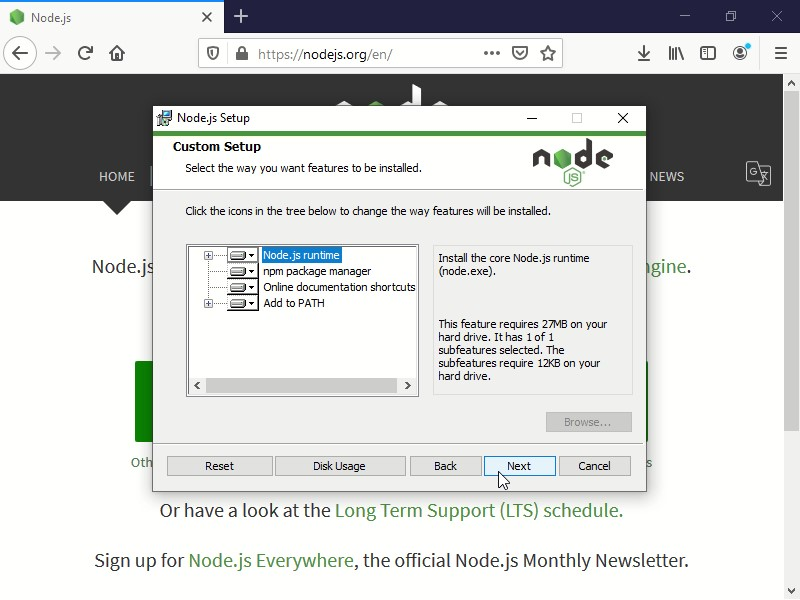 Node.js
https://nodejs.org/en/
Node.js Setup
Custom Setup
Select the way you want features to be installed.
node
JS
HOME
NEWS
Click the icons in the tree below to change the way features will be installed.
Node.js runtime
npm package manager
Online documentation shortcuts
Add to PATH
Install the core Node.js runtime
(node.exe).
This feature requires 27MB on your
hard drive. It has 1 of 1
subfeatures selected. The
subfeatures require 12KB on your
hard drive.
Browse...
Reset
Disk Usage
Back
Next
Cancel
Node.js
ngine.
Oth
s
Or have a look at the Long Term Support (LTS) schedule.
Sign up for Node.js Everywhere, the official Node.js Monthly Newsletter.